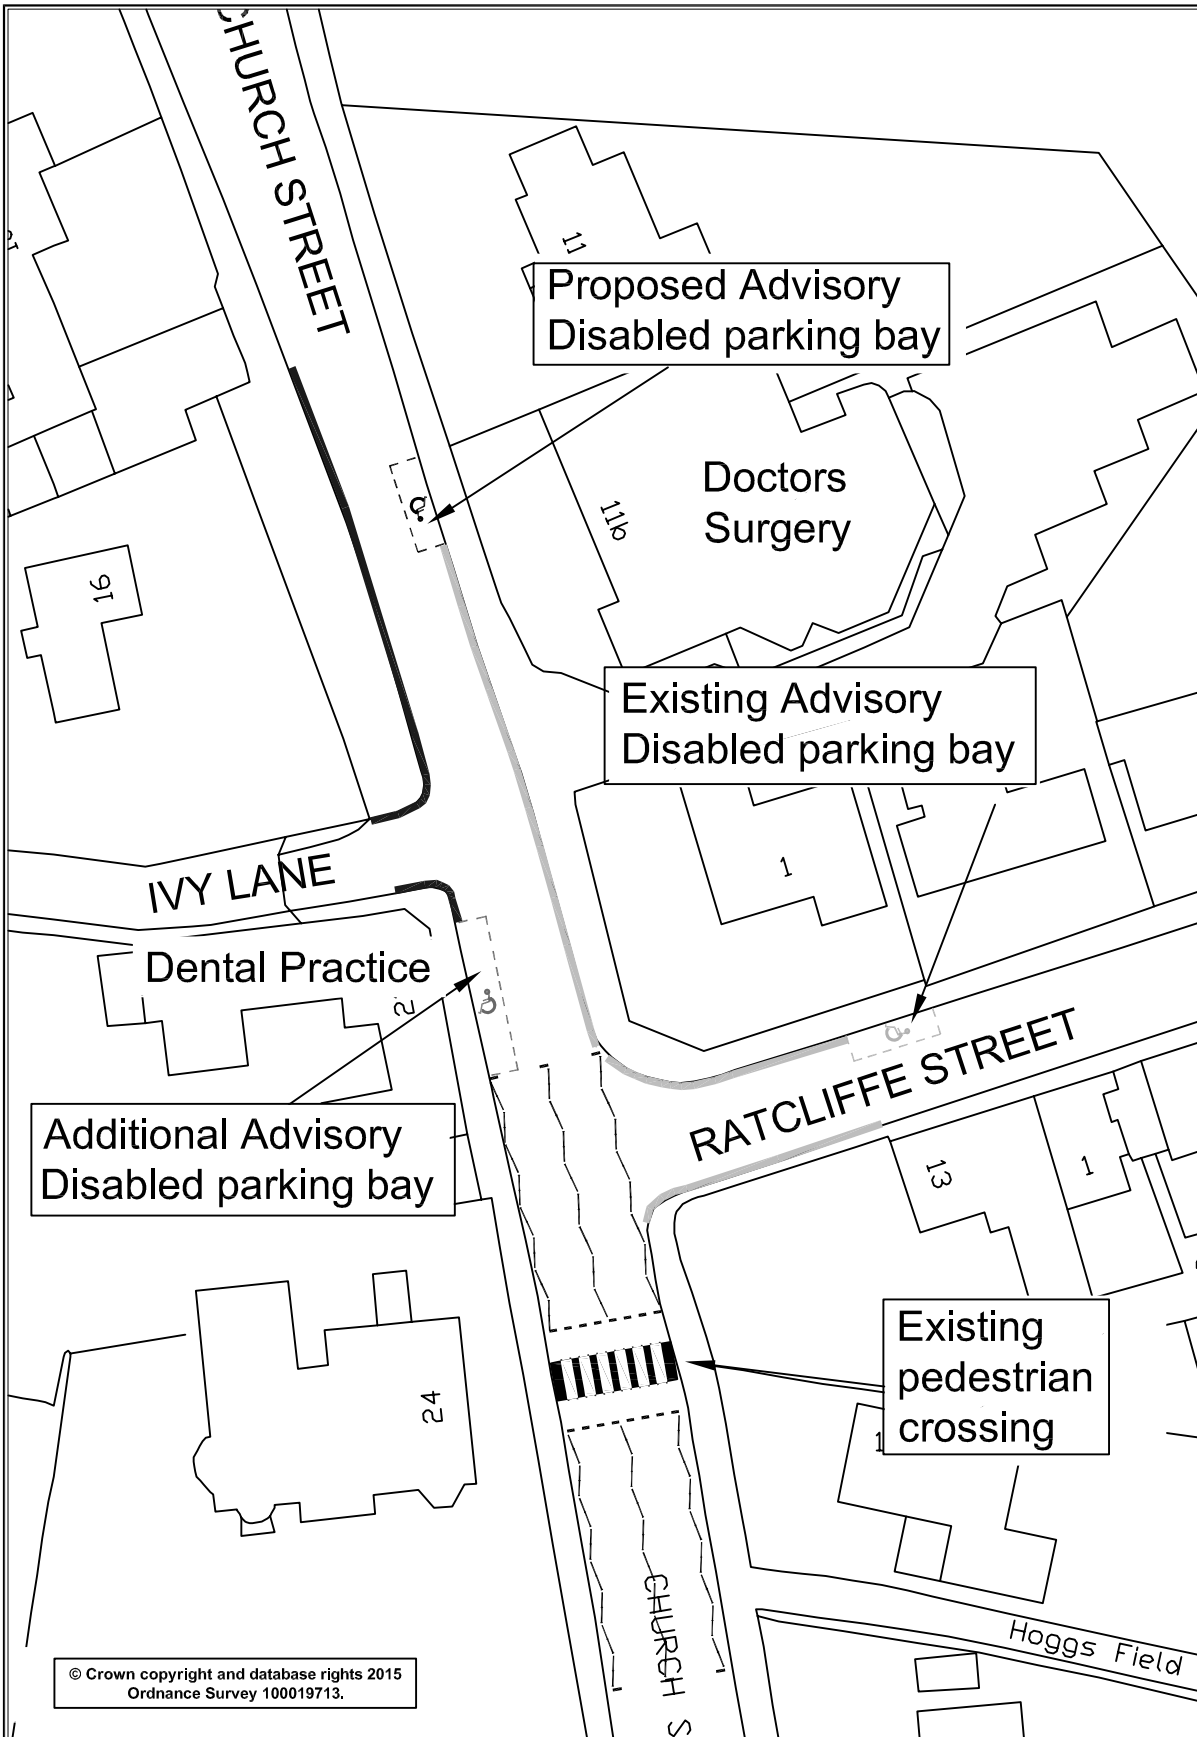 CHURCH STREET
11
Proposed Advisory
Disabled parking bay
Doctors
Surgery
11b
16
Existing Advisory
Disabled parking bay
1
IVY LANE
Dental Practice
RATCLIFFE STREET
Additional Advisory
Disabled parking bay
13
1
24
Existing
pedestrian
crossing
CHURCH S
Hoggs Field
© Crown copyright and database rights 2015
Ordnance Survey 100019713.